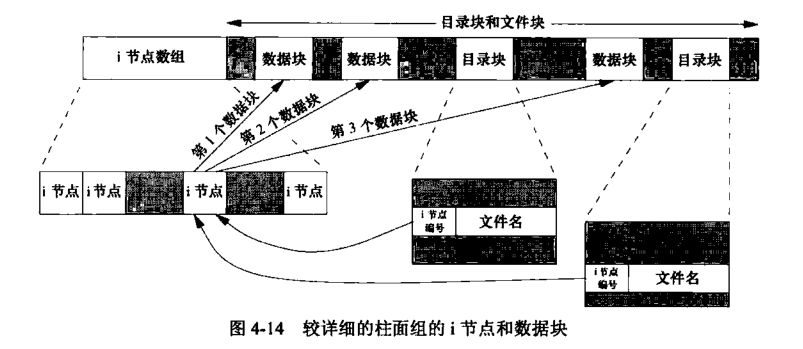 目录块和文件块
i 节点数组
数据块
数据块
目录块
数据块
目录块
第 1 个数据块
第 2 个数据块
第 3 个数据块
i 节点
i 节点
i 节点
i 节点
i 节点
编号
文件名
i 节点
编号
文件名
图 4-14 较详细的柱面组的 i 节点和数据块